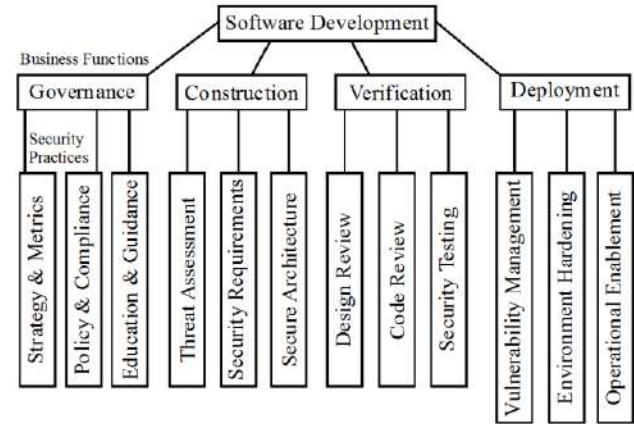 Software Development
Business Functions
Governance
Construction
Verification
Deployment
Security
Practices
Strategy & Metrics
Policy & Compliance
Education & Guidance
Threat Assessment
Security Requirements
Secure Architecture
Design Review
Code Review
Security Testing
Vulnerability Management
Environment Hardening
Operational Enablement